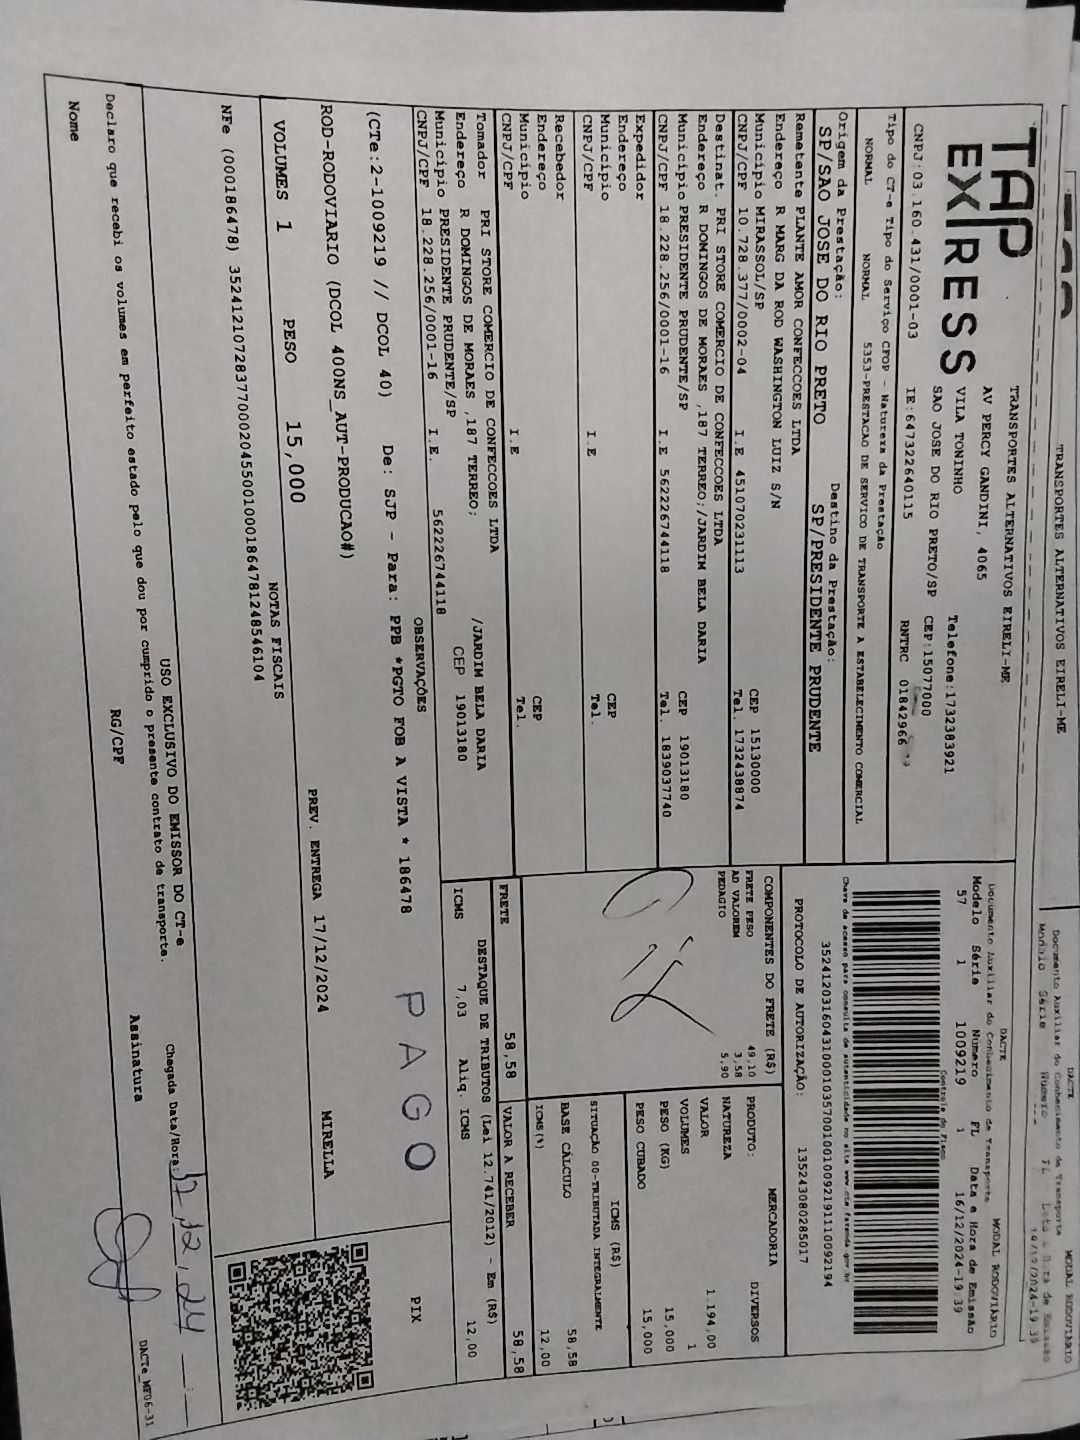 TRANSPORTES ALTERNATIVOS EIRELI-ME
DACTE
Documento Auxiliar do Conhecimento de Transporte
MODAL RODOVIÁRIO
Modelo Série
TAP EXPRESS
TRANSPORTES ALTERNATIVOS EIRELI-ME
AV PERCY GANDINI, 4065
VILA TONINHO
SAO JOSE DO RIO PRETO/SP CEP:15077000
Telefone:1732383921
CNPJ:03.160.431/0001-03 IE:647322640115 RNTRC 01842966
DACTE
Documento Auxiliar do Conhecimento de Transporte
MODAL RODOVIÁRIO
Modelo Série Numero FL Data e Hora de Emissão
57 1 1009219 1 16/12/2024-19 39
Controle do Fisco
Chave de acesso para consulta de autenticidade no site www.cte.fazenda.gov.br
PROTOCOLO DE AUTORIZAÇÃO: 135243080285017
Tipo do CT-e Tipo do Serviço CFOP - Natureza da Prestação
NORMAL NORMAL 5353-PRESTACAO DE SERVICO DE TRANSPORTE A ESTABELECIMENTO COMERCIAL
Origem da Prestação: Destino da Prestação:
SP/SAO JOSE DO RIO PRETO SP/PRESIDENTE PRUDENTE
Remetente PLANTE AMOR CONFECCOES LTDA
Endereço R MARG DA ROD WASHINGTON LUIZ S/N
Município MIRASSOL/SP CEP 15130000
CNPJ/CPF 10.728.377/0002-04 I.E 451070231113 Tel. 1732438874
Destinat. PRI STORE COMERCIO DE CONFECCOES LTDA
Endereço R DOMINGOS DE MORAES ,187 TERREO;/JARDIM BELA DARIA
Município PRESIDENTE PRUDENTE/SP CEP 19013180
CNPJ/CPF 18.228.256/0001-16 I.E 562226744118 Tel. 1839037740
Expedidor
Endereço
Município CEP
CNPJ/CPF I.E Tel.
Recebedor
Endereço
Município CEP
CNPJ/CPF I.E Tel.
Tomador PRI STORE COMERCIO DE CONFECCOES LTDA
Endereço R DOMINGOS DE MORAES ,187 TERREO; /JARDIM BELA DARIA
Município PRESIDENTE PRUDENTE/SP CEP 19013180
CNPJ/CPF 18.228.256/0001-16 I.E. 562226744118
COMPONENTES DO FRETE (R$)
FRETE PESO 49,10
AD VALOREM 3,58
PEDAGIO 5,90
OK
MERCADORIA
PRODUTO: DIVERSOS
NATUREZA
VALOR 1.194,00
VOLUMES 1
PESO (KG) 15,000
PESO CUBADO 15,000
ICMS (R$)
SITUAÇÃO 00-TRIBUTADA INTEGRALMENTE
BASE CÁLCULO 58,58
ICMS(%) 12,00
FRETE 58,58 VALOR A RECEBER 58,58
DESTAQUE DE TRIBUTOS (Lei 12.741/2012) - Em (R$)
ICMS 7,03 Aliq. ICMS 12,00
OBSERVAÇÕES
(CTe:2-1009219 // DCOL 40) De: SJP - Para: PPB *PGTO FOB A VISTA * 186478
PAGO
PIX
ROD-RODOVIARIO (DCOL 400NS_AUT-PRODUCAO#)
PREV. ENTREGA 17/12/2024 MIRELLA
VOLUMES 1 PESO 15,000
NOTAS FISCAIS
NFe (000186478) 35241210728377000204550010001864781248546104
USO EXCLUSIVO DO EMISSOR DO CT-e
Declaro que recebi os volumes em perfeito estado pelo que dou por cumprido o presente contrato de transporte.
Chegada Data/Hora: 17,12,24
Nome RG/CPF Assinatura
DACTe_WF06-31